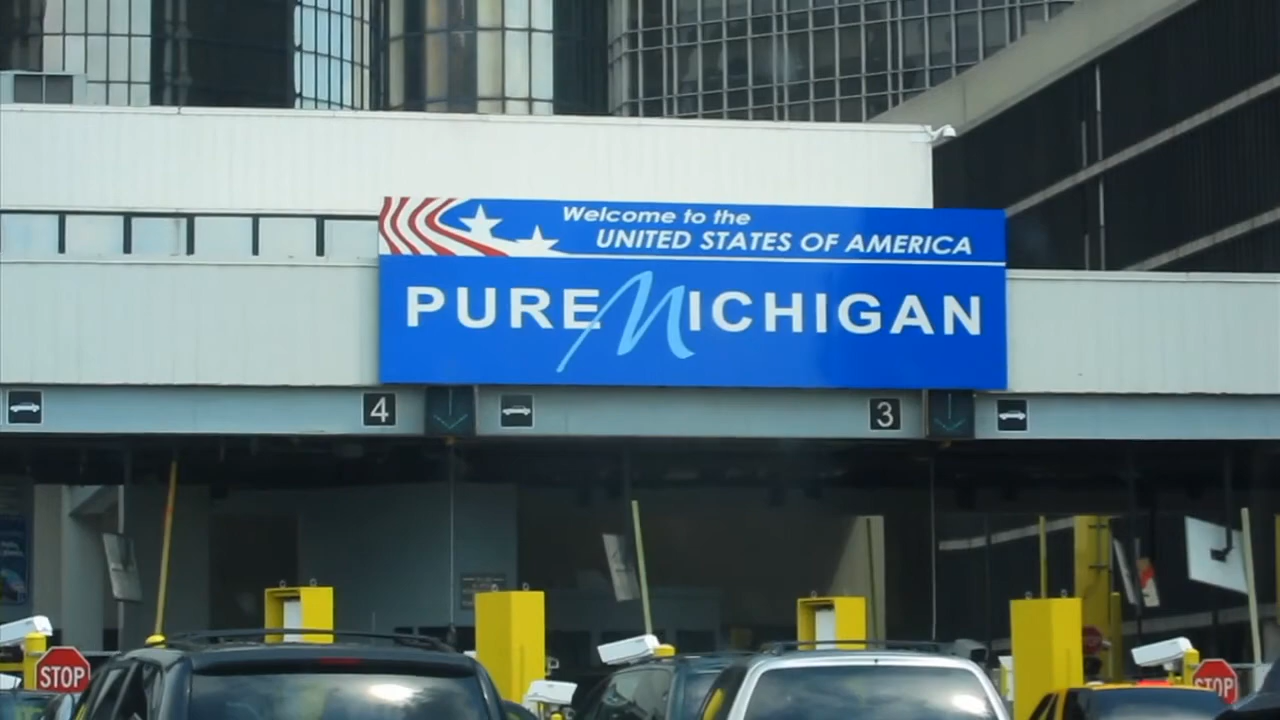 Welcome to the
UNITED STATES OF AMERICA
PURE MICHIGAN
4
3
STOP
STOP